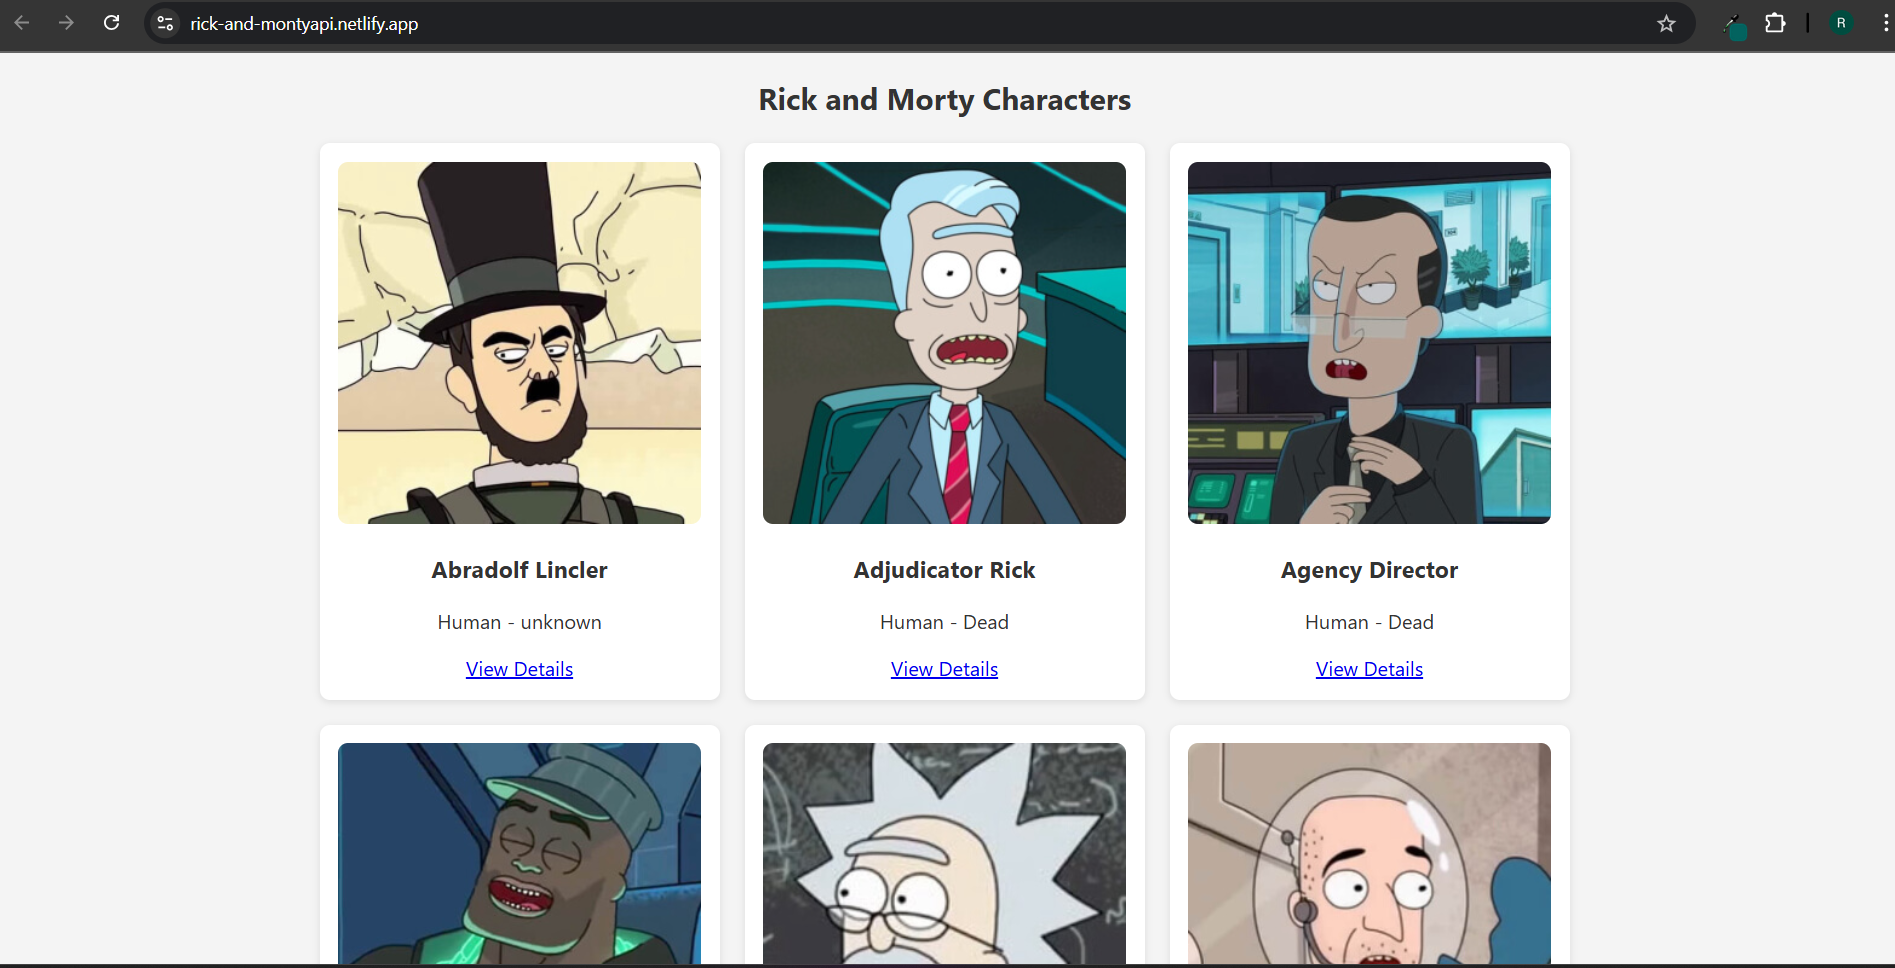 rick-and-montyapi.netlify.app
R
Rick and Morty Characters
Abradolf Lincler
Adjudicator Rick
Agency Director
Human - unknown
Human - Dead
Human - Dead
View Details
View Details
View Details